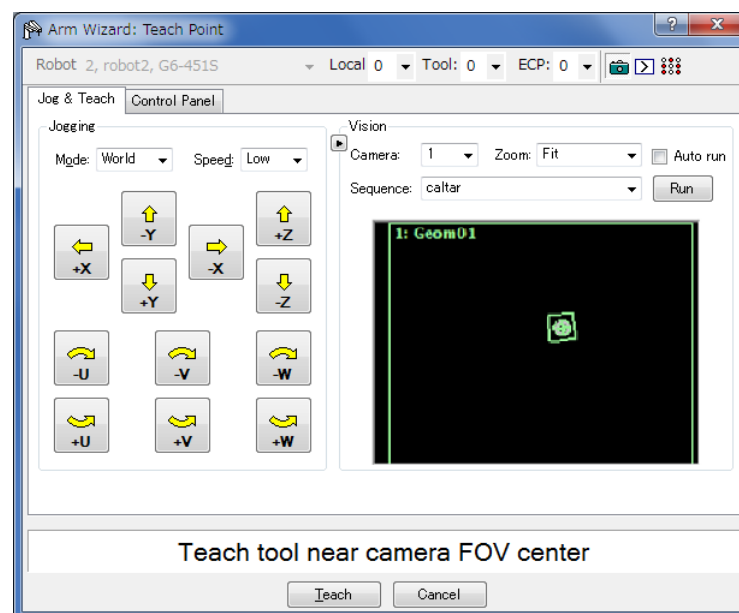 Arm Wizard: Teach Point
?
X
Robot 2, robot2, G6-451S Local 0 Tool: 0 ECP: 0
Jog & Teach Control Panel
Jogging
Mode: World Speed: Low
-Y
+Z
+X
-X
+Y
-Z
-U -V -W
+U +V +W
Vision
Camera: 1 Zoom: Fit Auto run
Sequence: caltar Run
1: Geom01
Teach tool near camera FOV center
Teach Cancel